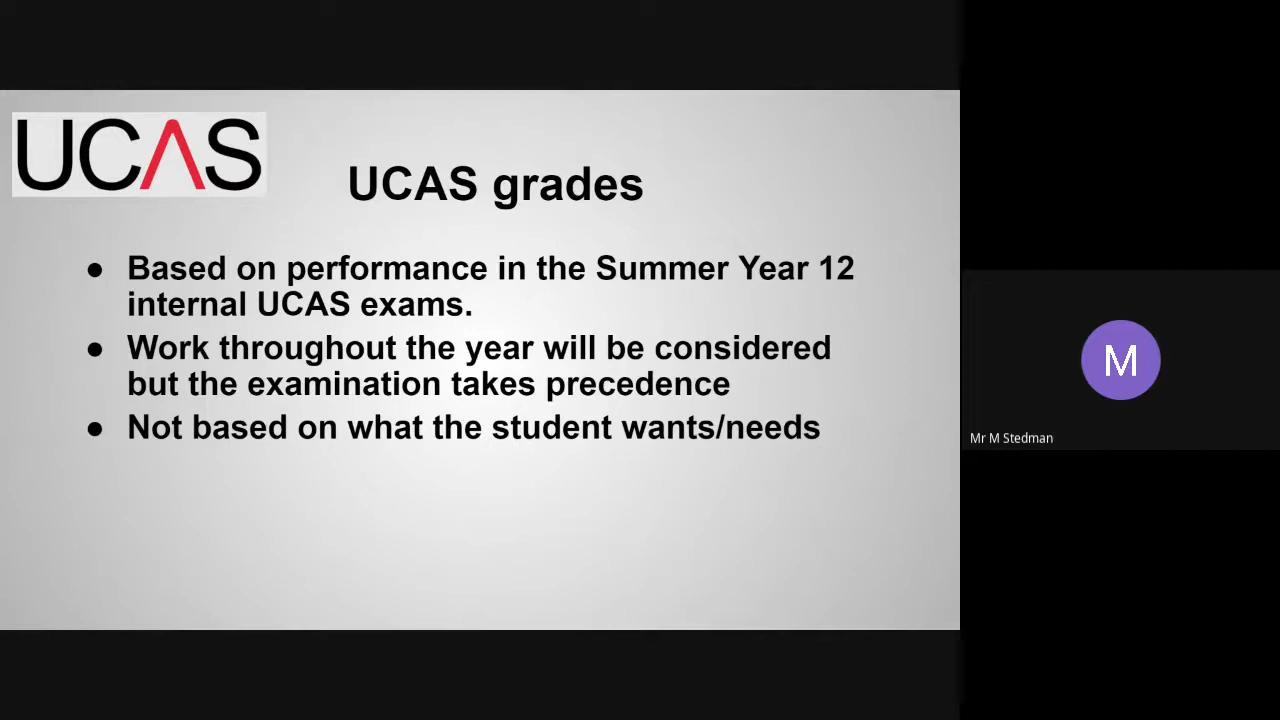 UCAS
UCAS grades
● Based on performance in the Summer Year 12
internal UCAS exams.
● Work throughout the year will be considered
but the examination takes precedence
● Not based on what the student wants/needs
M
Mr M Stedman